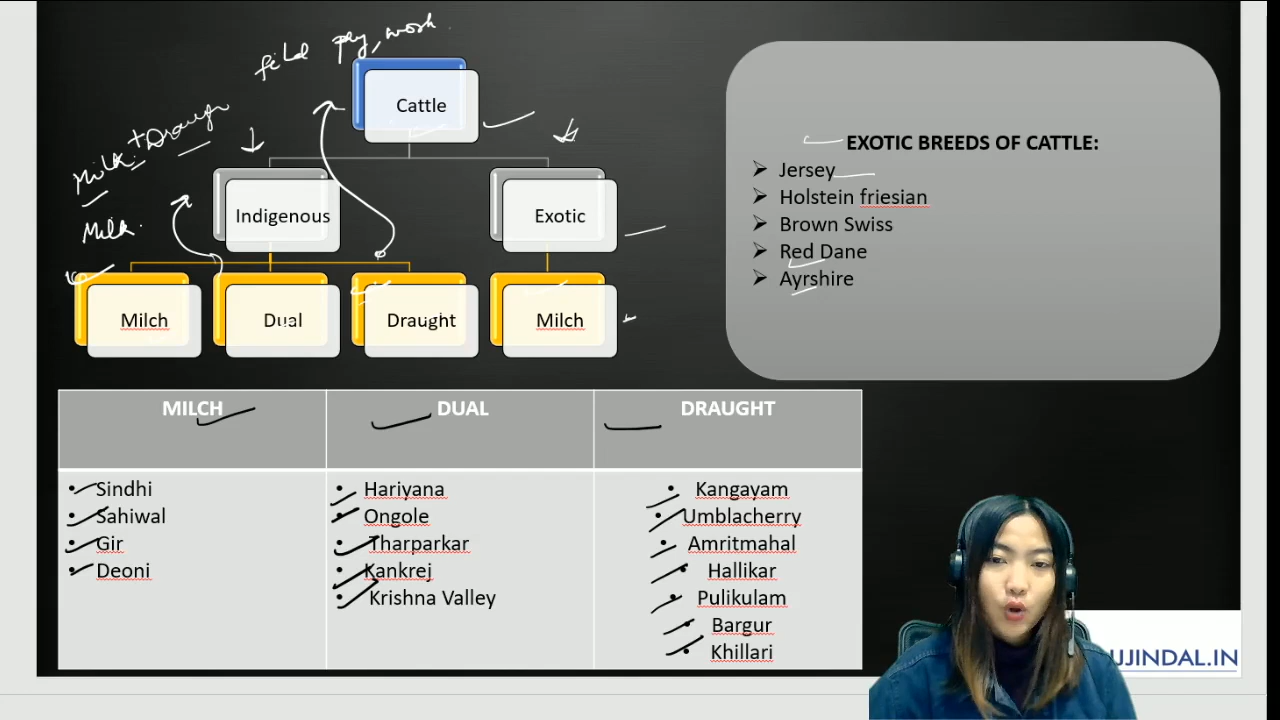 field ploy, work
Cattle
Milk + Draugh
Milk.
Indigenous
Exotic
Milch
Dual
Draught
Milch
EXOTIC BREEDS OF CATTLE:
Jersey
Holstein friesian
Brown Swiss
Red Dane
Ayrshire
MILCH
DUAL
DRAUGHT
Sindhi
Sahiwal
Gir
Deoni
Hariyana
Ongole
Tharparkar
Kankrej
Krishna Valley
Kangayam
Umblacherry
Amritmahal
Hallikar
Pulikulam
Bargur
Khillari
UJINDAL.IN